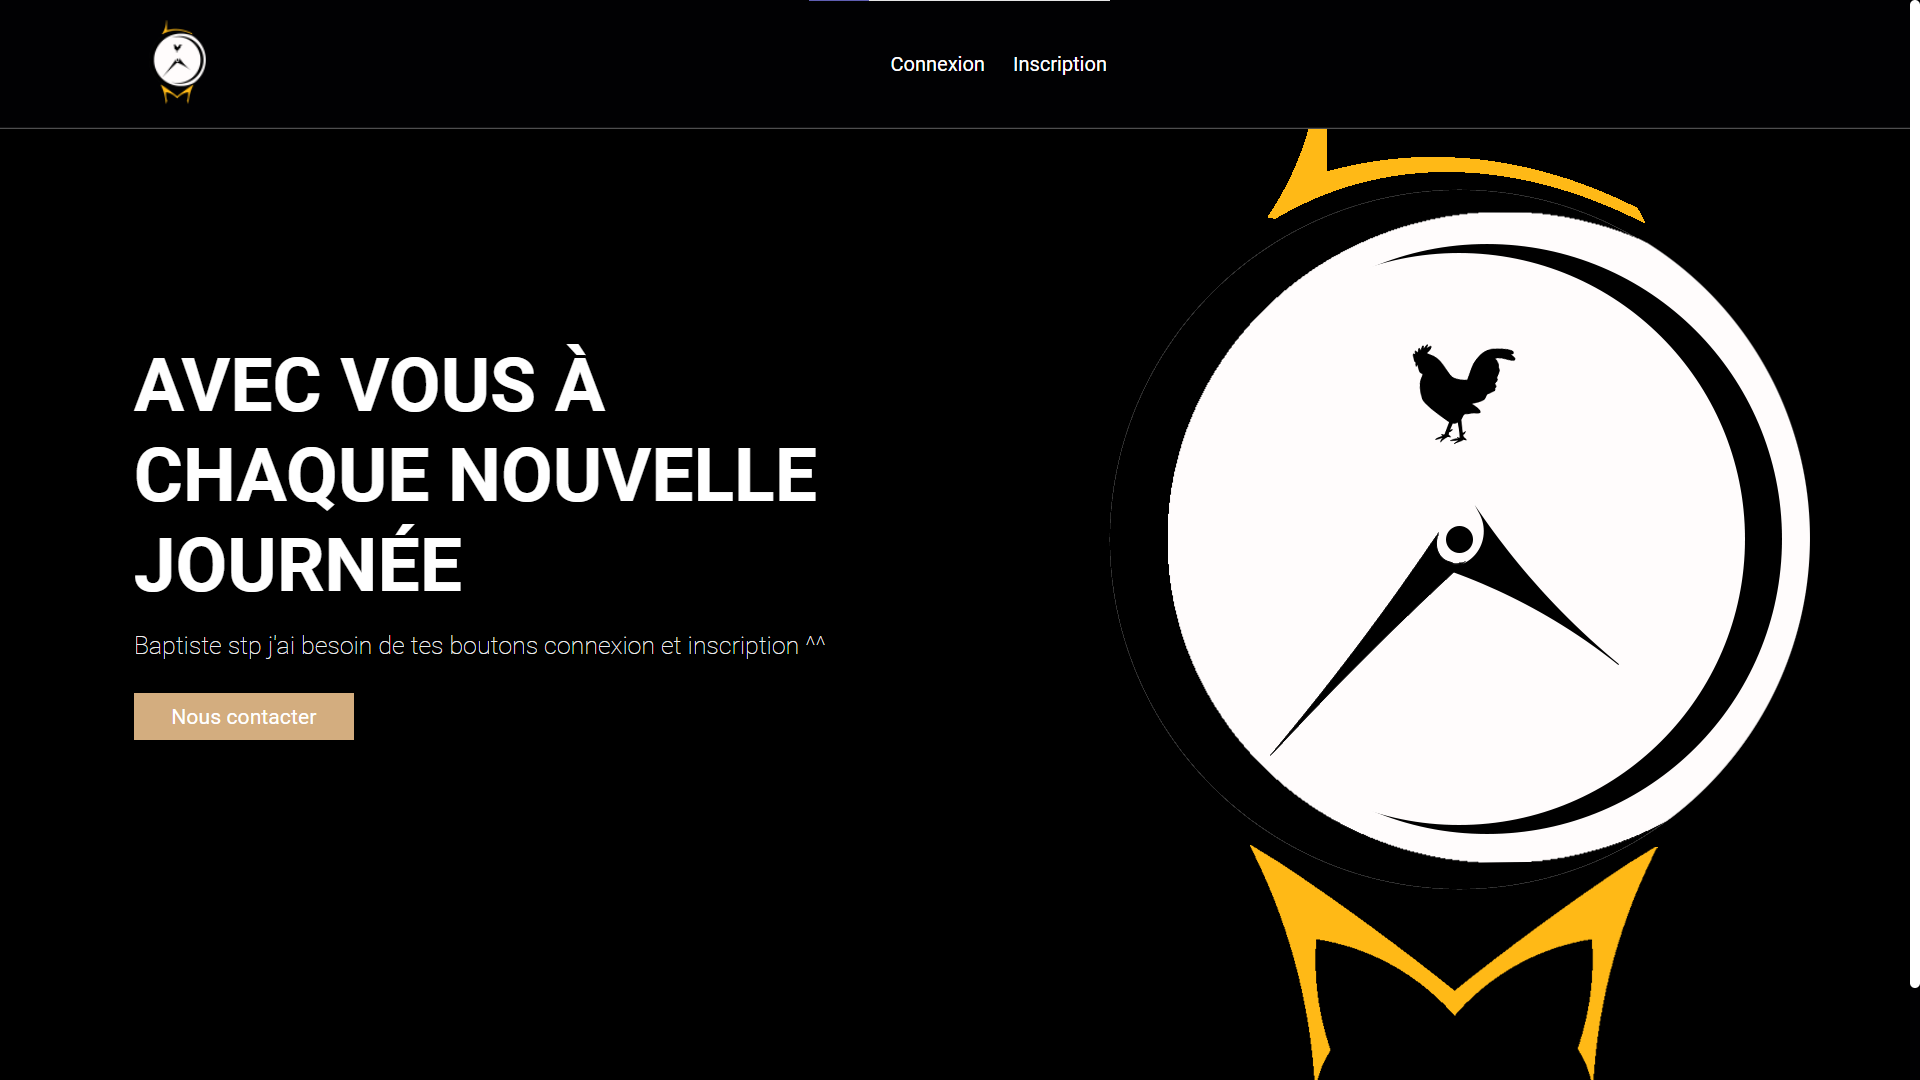 Connexion Inscription
AVEC VOUS À
CHAQUE NOUVELLE
JOURNÉE
Baptiste stp j'ai besoin de tes boutons connexion et inscription ^^
Nous contacter